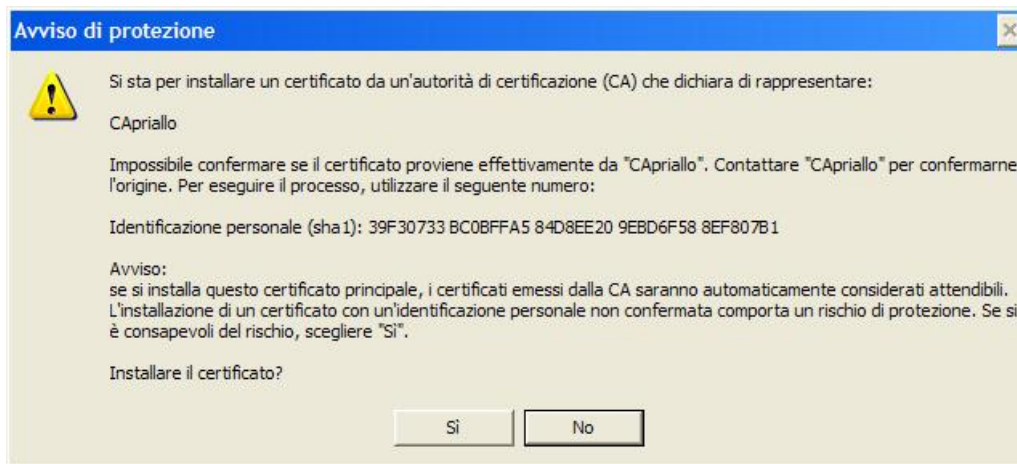 Avviso di protezione
Si sta per installare un certificato da un'autorità di certificazione (CA) che dichiara di rappresentare:
CApriallo
Impossibile confermare se il certificato proviene effettivamente da "CApriallo". Contattare "CApriallo" per confermarne
l'origine. Per eseguire il processo, utilizzare il seguente numero:
Identificazione personale (sha1): 39F30733 BC0BFFA5 84D8EE20 9EBD6F58 8EF807B1
Avviso:
se si installa questo certificato principale, i certificati emessi dalla CA saranno automaticamente considerati attendibili.
L'installazione di un certificato con un'identificazione personale non confermata comporta un rischio di protezione. Se si
è consapevoli del rischio, scegliere "Sì".
Installare il certificato?
Sì
No